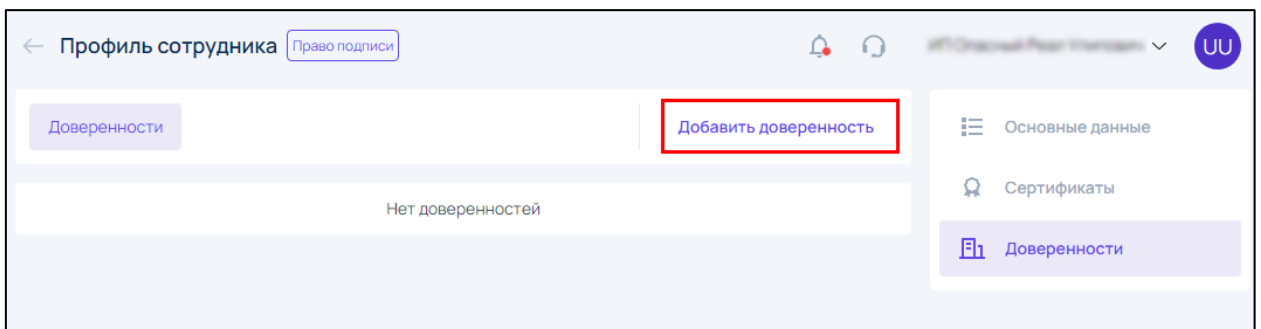 Профиль сотрудника Право подписи
UU
Доверенности Добавить доверенность
Нет доверенностей
Основные данные
Сертификаты
Доверенности